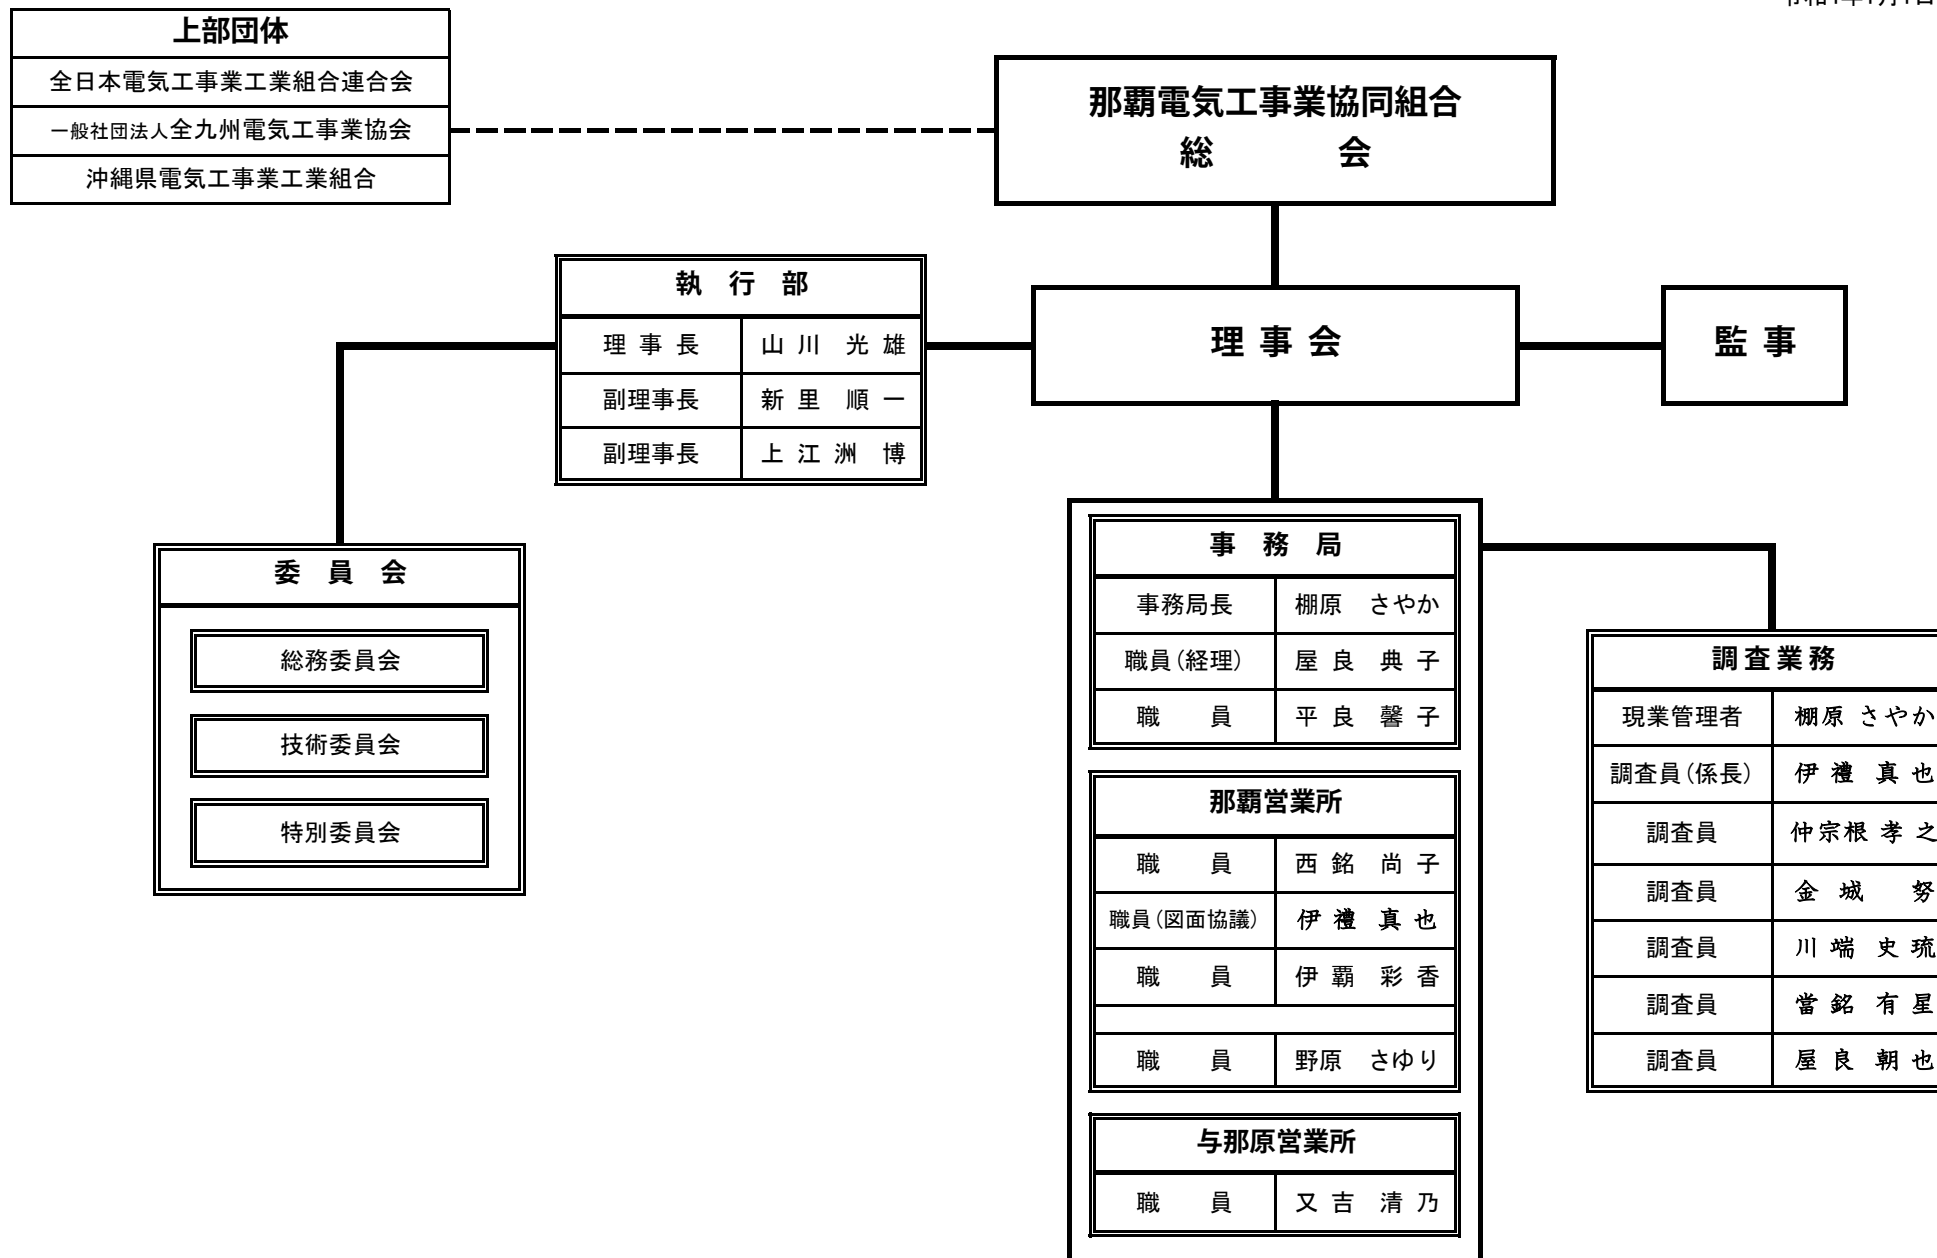 上部団体
全日本電気工事業工業組合連合会
一般社団法人全九州電気工事業協会
沖縄県電気工事業工業組合
那覇電気工事業協同組合
総 会
執 行 部
理 事 長 山 川 光 雄
副理事長 新 里 順 一
副理事長 上 江 洲 博
理 事 会
監 事
委 員 会
総務委員会
技術委員会
特別委員会
事 務 局
事務局長 棚原 さやか
職員(経理) 屋 良 典 子
職 員 平 良 馨 子
那覇営業所
職 員 西 銘 尚 子
職員(図面協議) 伊 禮 真 也
職 員 伊 覇 彩 香
職 員 野原 さゆり
与那原営業所
職 員 又 吉 清 乃
調査業務
現業管理者 棚原 さやか
調査員(係長) 伊 禮 真 也
調査員 仲宗根 孝 之
調査員 金 城 努
調査員 川 端 史 琉
調査員 當 銘 有 星
調査員 屋 良 朝 也